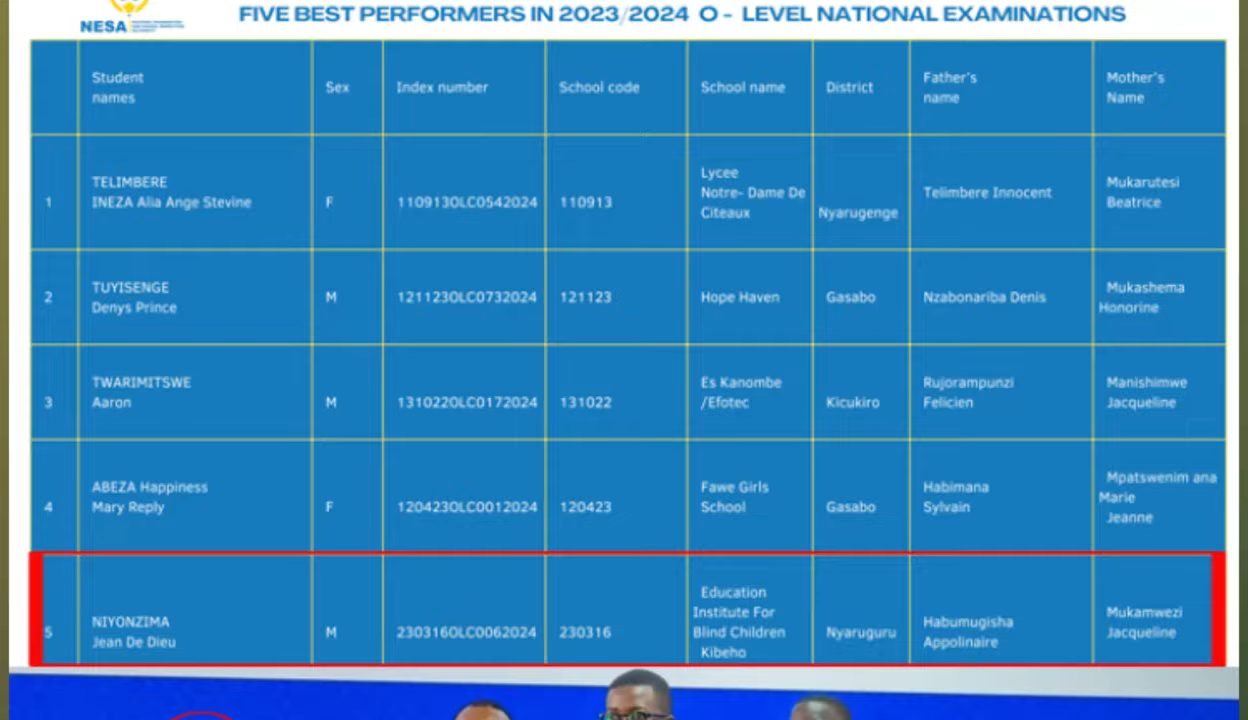 NESA
FIVE BEST PERFORMERS IN 2023/2024 O - LEVEL NATIONAL EXAMINATIONS
Student
names
Sex
Index number
School code
School name
District
Father's
name
Mother's
Name
1
TELIMBERE
INEZA Alia Ange Stevine
F
110913OLC0542024
110913
Lycee
Notre- Dame De
Citeaux
Nyarugenge
Telimbere Innocent
Mukarutesi
Beatrice
2
TUYISENGE
Denys Prince
M
121123OLC0732024
121123
Hope Haven
Gasabo
Nzabonariba Denis
Mukashema
Honorine
3
TWARIMITSWE
Aaron
M
131022OLC0172024
131022
Es Kanombe
/Efotec
Kicukiro
Rujorampunzi
Felicien
Manishimwe
Jacqueline
4
ABEZA Happiness
Mary Reply
F
120423OLC0012024
120423
Fawe Girls
School
Gasabo
Habimana
Sylvain
Mpatswenim ana
Marie
Jeanne
5
NIYONZIMA
Jean De Dieu
M
230316OLC0062024
230316
Education
Institute For
Blind Children
Kibeho
Nyaruguru
Habumugisha
Appolinaire
Mukamwezi
Jacqueline